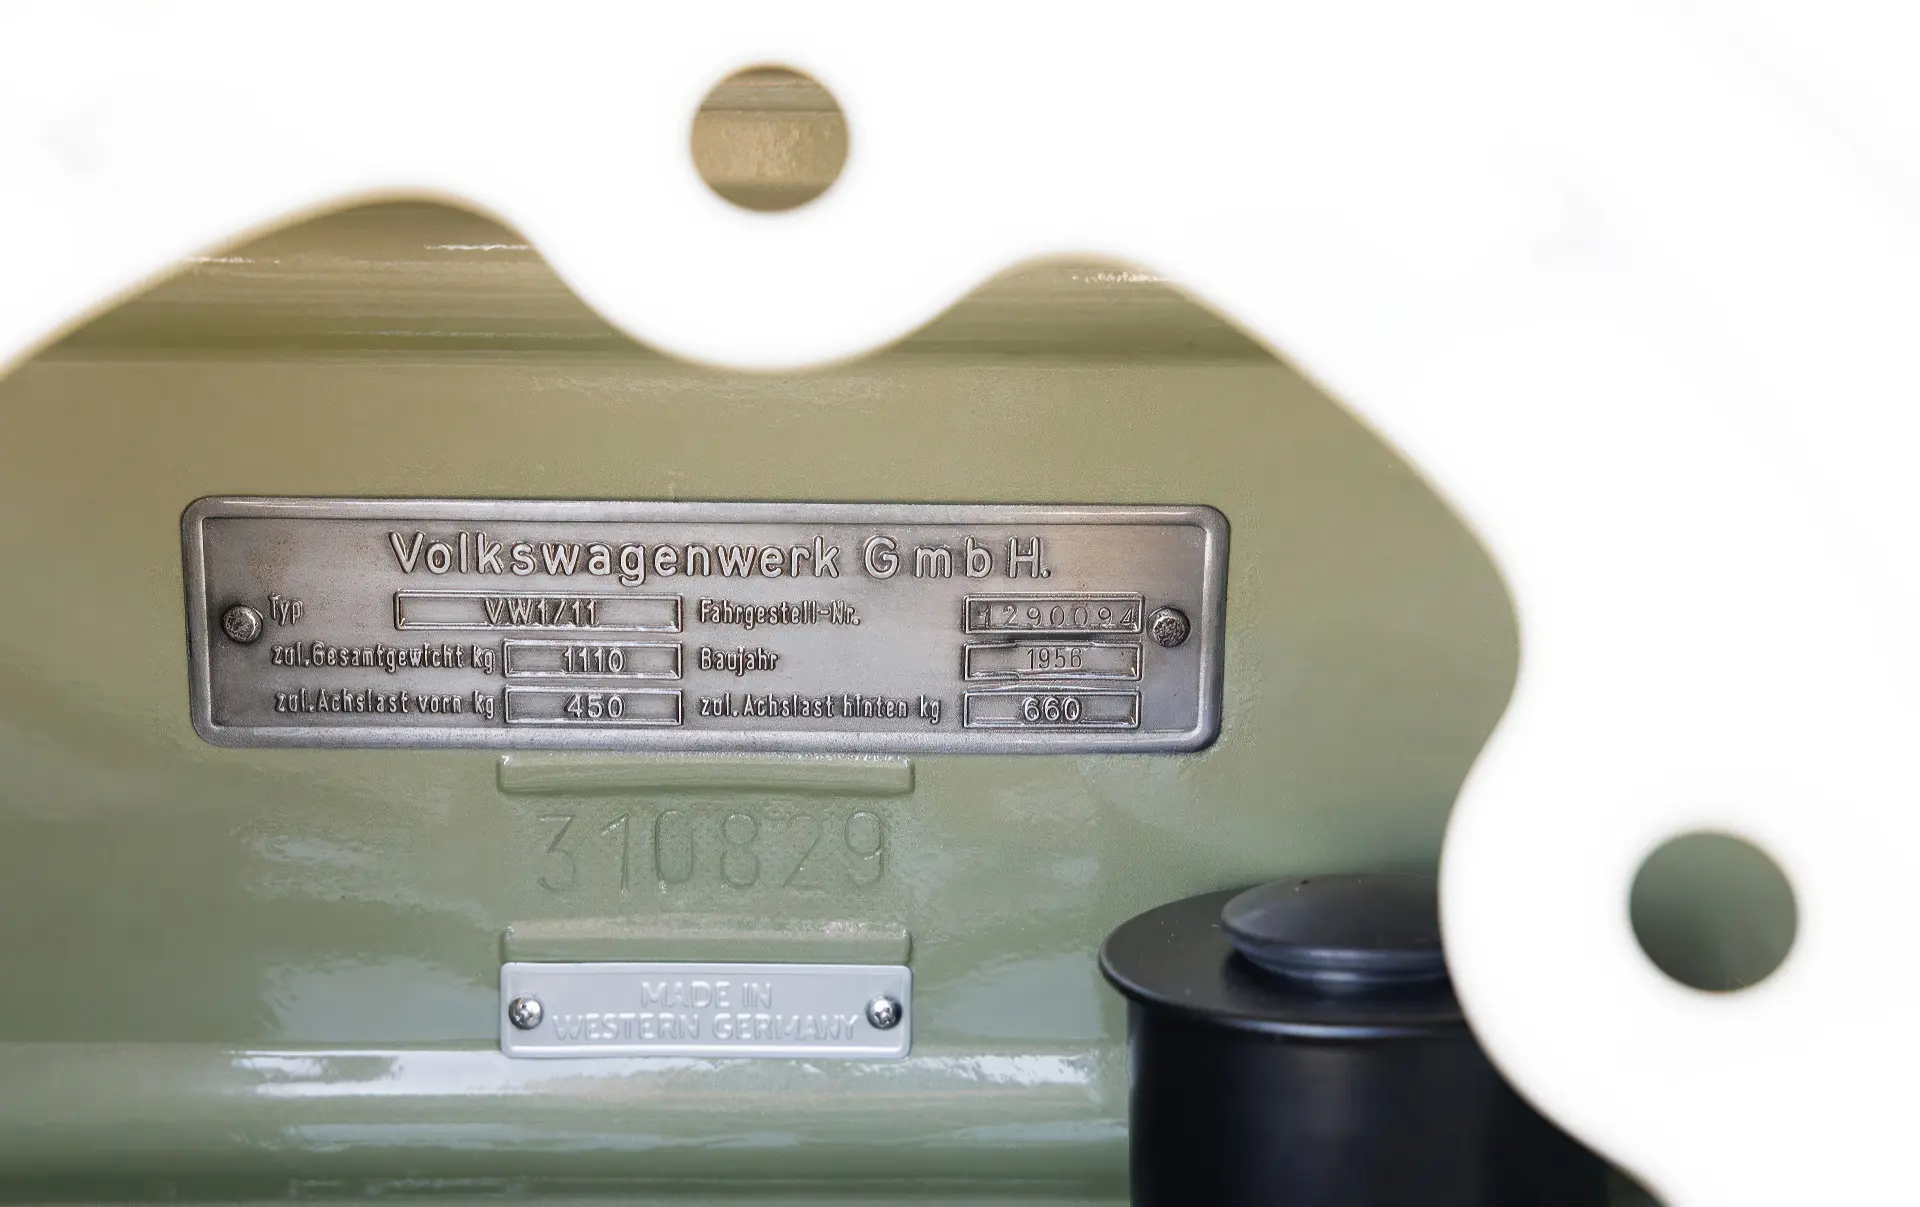 Volkswagenwerk GmbH.
Typ VW1/11 Fahrgestell-Nr. 1290094
zul.Gesamtgewicht kg 1110 Baujahr 1956
zul.Achslast vorn kg 450 zul.Achslast hinten kg 660
310829
MADE IN
WESTERN GERMANY